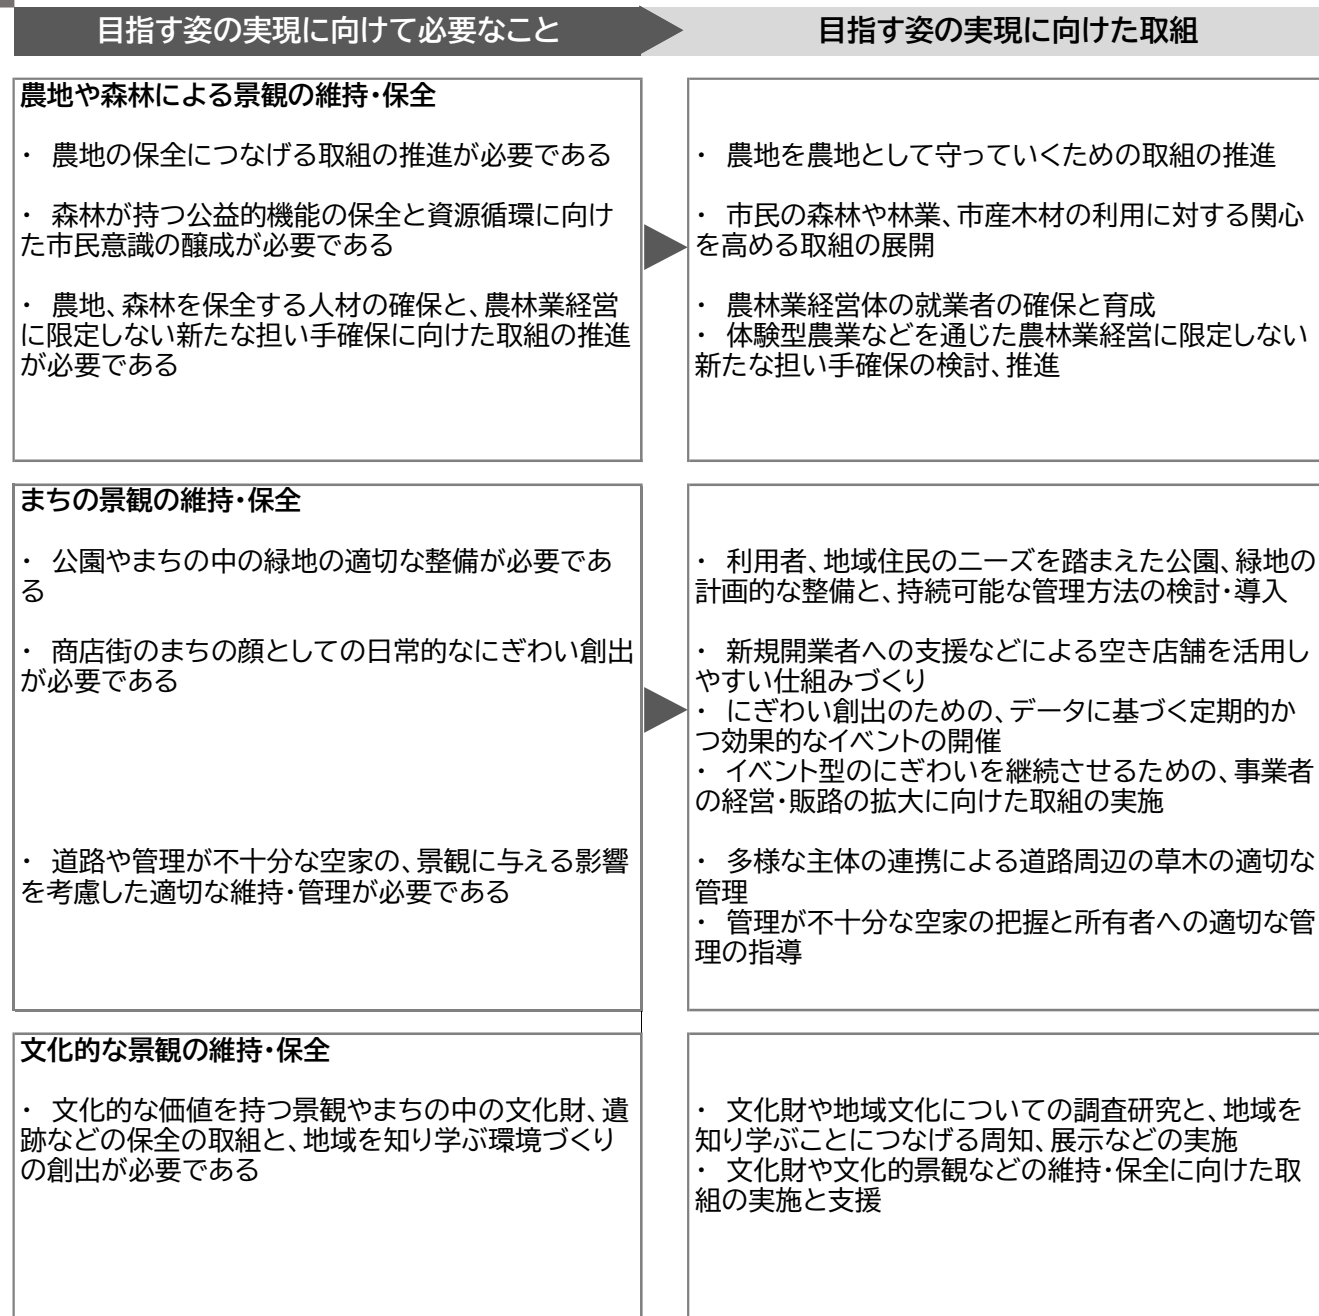 目指す姿の実現に向けて必要なこと
目指す姿の実現に向けた取組
農地や森林による景観の維持・保全
・ 農地の保全につなげる取組の推進が必要である
・ 森林が持つ公益的機能の保全と資源循環に向け
た市民意識の醸成が必要である
・ 農地、森林を保全する人材の確保と、農林業経営
に限定しない新たな担い手確保に向けた取組の推進
が必要である
・ 農地を農地として守っていくための取組の推進
・ 市民の森林や林業、市産木材の利用に対する関心
を高める取組の展開
・ 農林業経営体の就業者の確保と育成
・ 体験型農業などを通じた農林業経営に限定しない
新たな担い手確保の検討、推進
まちの景観の維持・保全
・ 公園やまちの中の緑地の適切な整備が必要であ
る
・ 商店街のまちの顔としての日常的なにぎわい創出
が必要である
・ 道路や管理が不十分な空家の、景観に与える影響
を考慮した適切な維持・管理が必要である
・ 利用者、地域住民のニーズを踏まえた公園、緑地の
計画的な整備と、持続可能な管理方法の検討・導入
・ 新規開業者への支援などによる空き店舗を活用し
やすい仕組みづくり
・ にぎわい創出のための、データに基づく定期的か
つ効果的なイベントの開催
・ イベント型のにぎわいを継続させるための、事業者
の経営・販路の拡大に向けた取組の実施
・ 多様な主体の連携による道路周辺の草木の適切な
管理
・ 管理が不十分な空家の把握と所有者への適切な管
理の指導
文化的な景観の維持・保全
・ 文化的な価値を持つ景観やまちの中の文化財、遺
跡などの保全の取組と、地域を知り学ぶ環境づくり
の創出が必要である
・ 文化財や地域文化についての調査研究と、地域を
知り学ぶことにつなげる周知、展示などの実施
・ 文化財や文化的景観などの維持・保全に向けた取
組の実施と支援